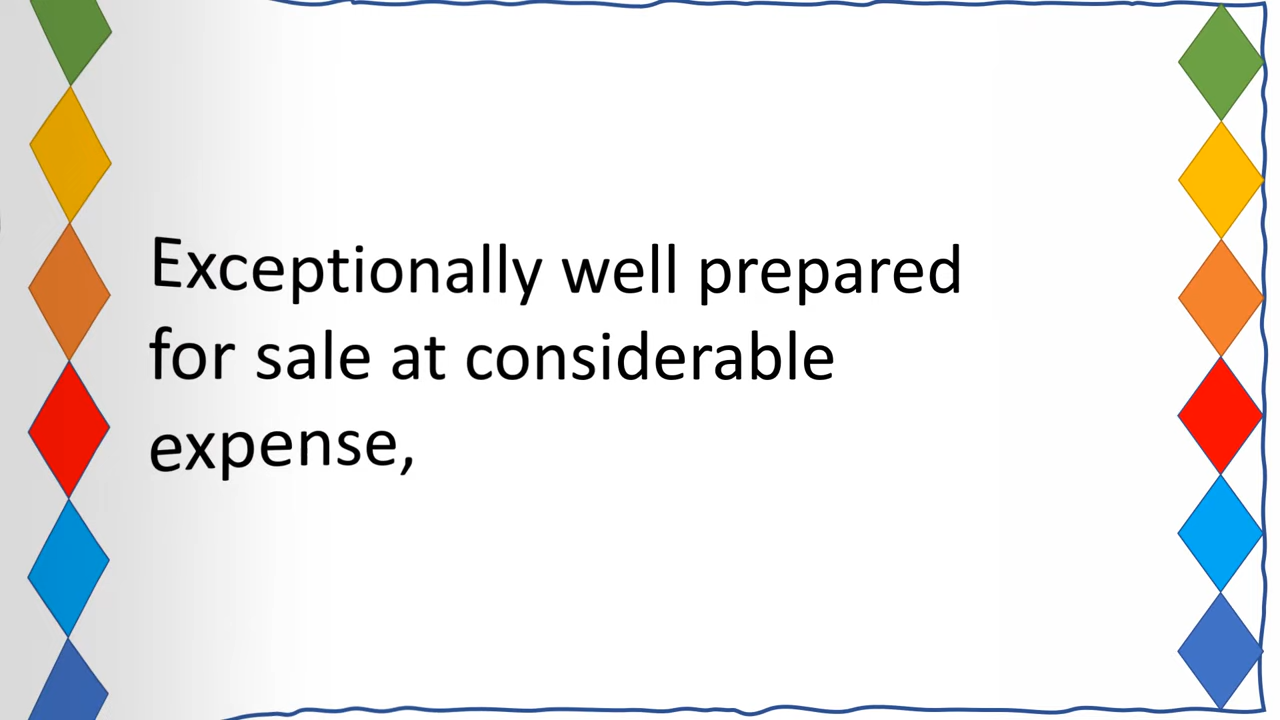 Exceptionally well prepared
for sale at considerable
expense,